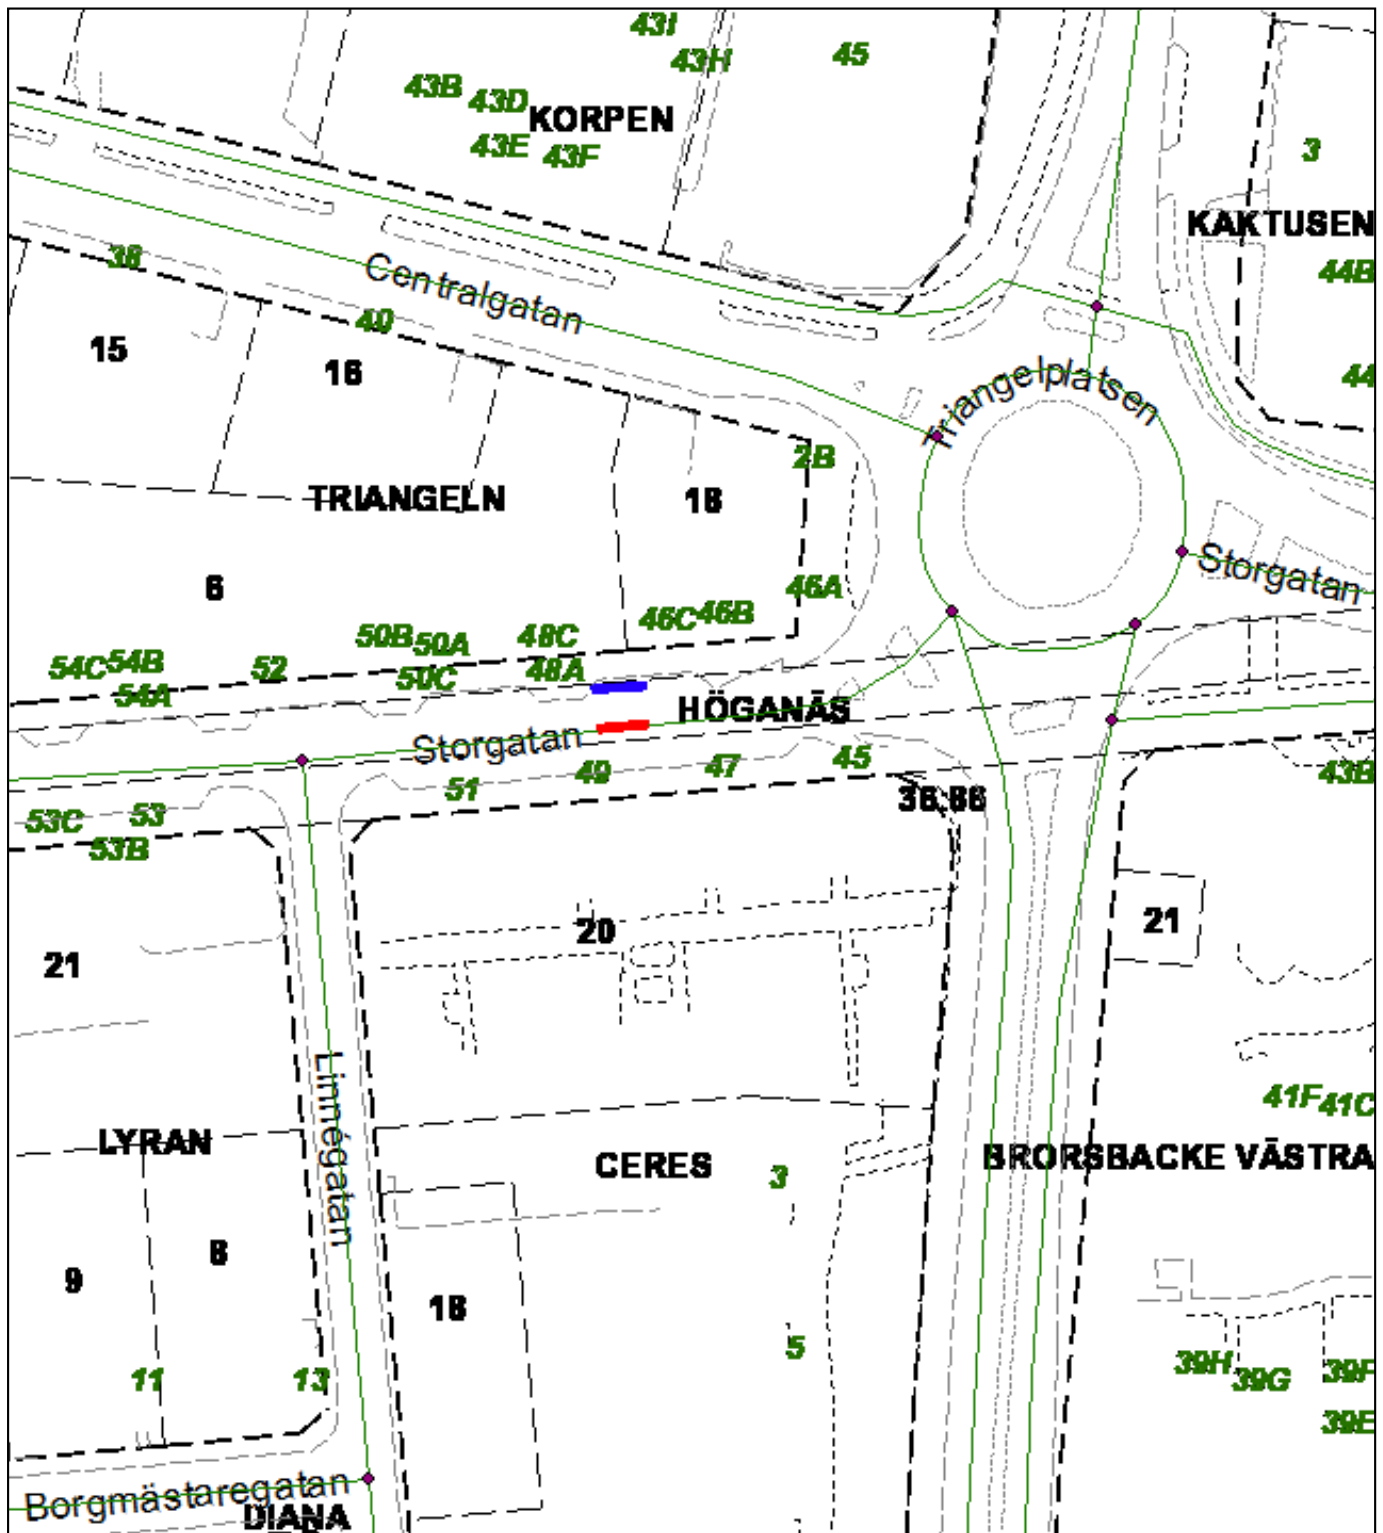 43I
43H
45
43B
43D
KORPEN
43E
43F
3
KAKTUSEN
38
44B
Centralgatan
40
15
16
44
Triangelplatsen
2B
TRIANGELN
18
Storgatan
6
46A
46C
46B
50B
50A
48C
54C
54B
52
50C
48A
54A
HÖGANÄS
Storgatan
51
49
47
45
43B
36:86
53C
53
53B
20
21
21
Linnégatan
41F
41C
LYRAN
CERES
3
BRORSBACKE VÄSTRA
8
9
18
5
11
13
39H
39G
39F
39E
Borgmästaregatan
DIANA